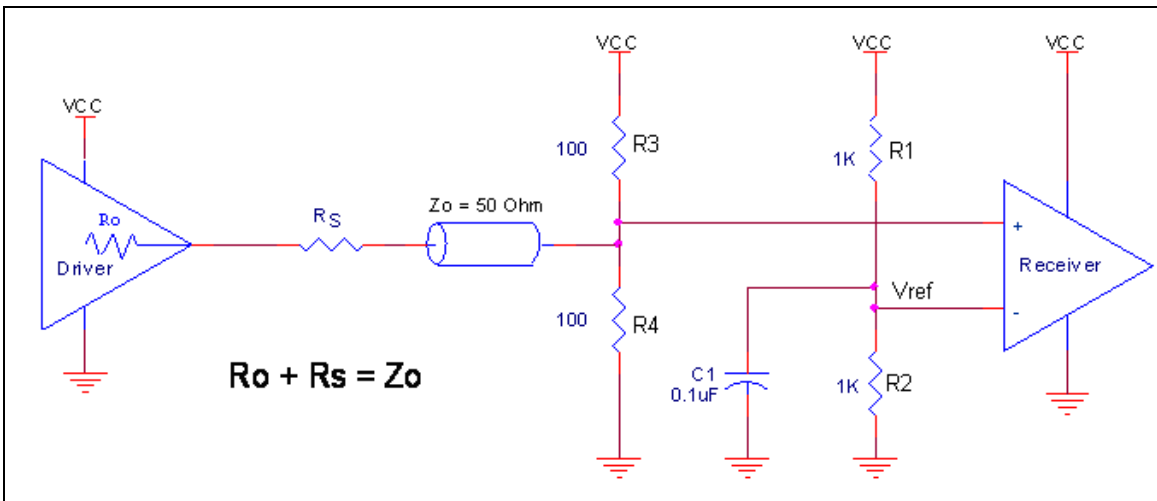 VCC
VCC
VCC
VCC
Ro
Driver
RS
Zo = 50 Ohm
100
R3
1K
R1
+
Receiver
-
Vref
100
R4
C1
0.1uF
1K
R2
Ro + Rs = Zo